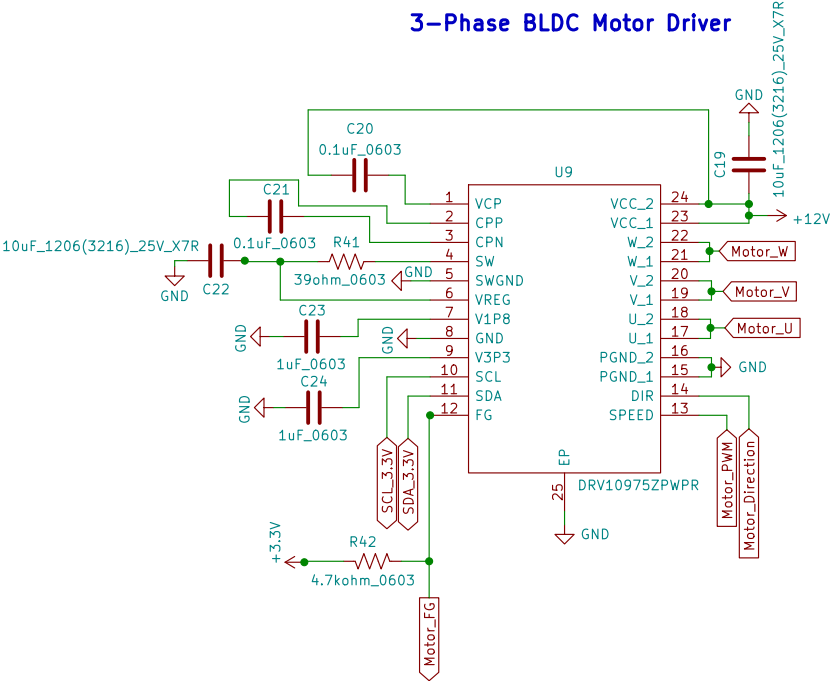 3-Phase BLDC Motor Driver
10uF_1206(3216)_25V_X7R
GND
C19
C20
0.1uF_0603
U9
1 VCP
VCC_2 24
C21
2 CPP
VCC_1 23
+12V
0.1uF_0603
3 CPN
W_2 22
10uF_1206(3216)_25V_X7R
R41
4 SW
W_1 21
Motor_W
39ohm_0603
GND
5 SWGND
V_2 20
C22
GND
6 VREG
V_1 19
Motor_V
C23
7 V1P8
U_2 18
GND
GND
8 GND
U_1 17
Motor_U
1uF_0603
9 V3P3
PGND_2 16
GND
C24
10 SCL
PGND_1 15
GND
11 SDA
DIR 14
12 FG
SPEED 13
1uF_0603
SCL_3.3V
SDA_3.3V
Motor_PWM
Motor_Direction
EP
25
DRV10975ZPWPR
GND
+3.3V
R42
4.7kohm_0603
Motor_FG